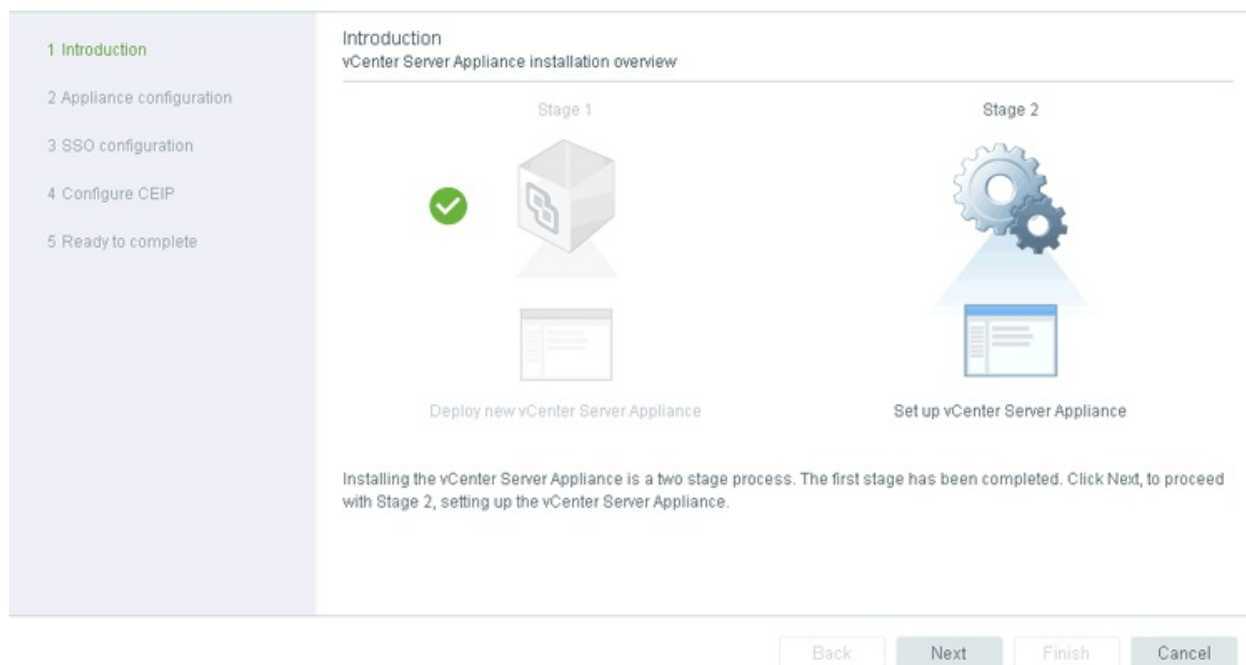 1 Introduction
2 Appliance configuration
3 SSO configuration
4 Configure CEIP
5 Ready to complete
Introduction
vCenter Server Appliance installation overview
Stage 1
Stage 2
Deploy new vCenter Server Appliance
Set up vCenter Server Appliance
Installing the vCenter Server Appliance is a two stage process. The first stage has been completed. Click Next, to proceed
with Stage 2, setting up the vCenter Server Appliance.
Back
Next
Finish
Cancel